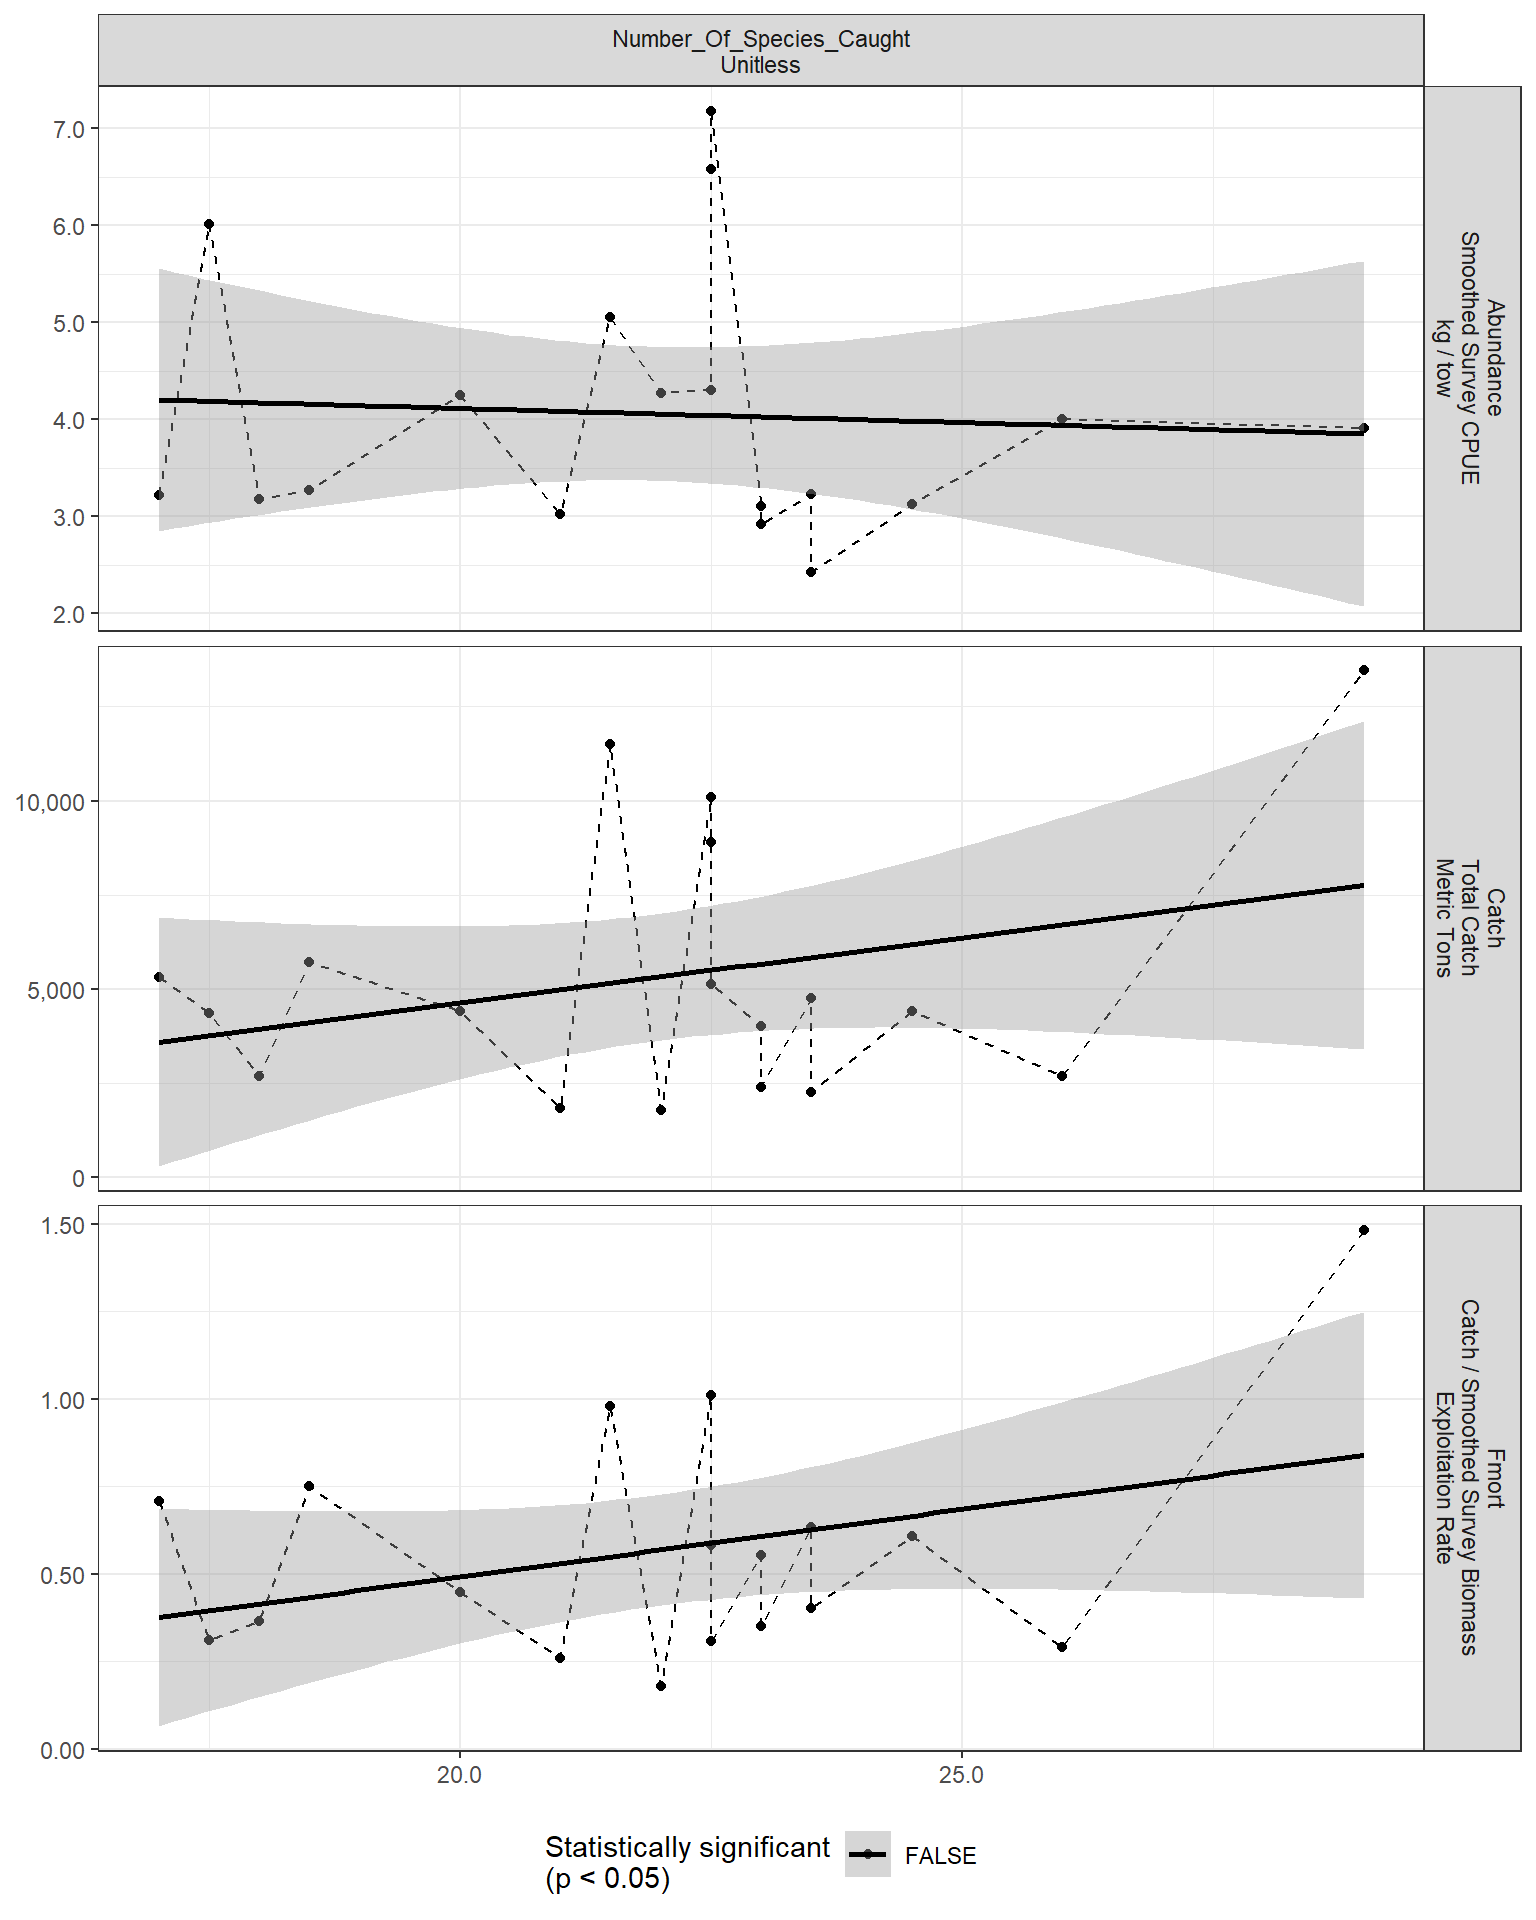 Number_Of_Species_Caught
Unitless
7.0
6.0
5.0
4.0
3.0
2.0
Abundance
Smoothed Survey CPUE
kg / tow
10,000
5,000
0
Catch
Total Catch
Metric Tons
1.50
1.00
0.50
0.00
Fmort
Catch / Smoothed Survey Biomass
Exploitation Rate
20.0
25.0
Statistically significant
(p < 0.05)
FALSE